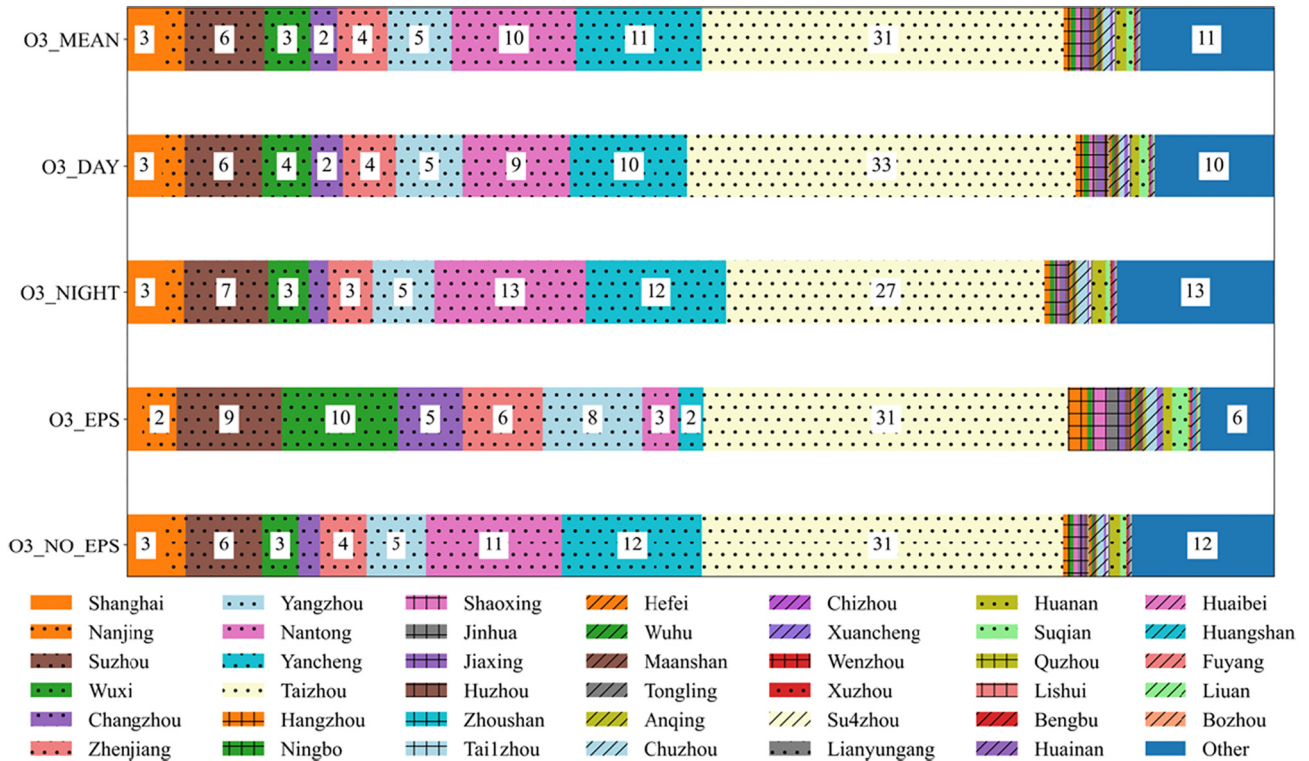 O3_MEAN 3 6 3 2 4 5 10 11 31 11
O3_DAY 3 6 4 2 4 5 9 10 33 10
O3_NIGHT 3 7 3 3 5 13 12 27 13
O3_EPS 2 9 10 5 6 8 3 2 31 6
O3_NO_EPS 3 6 3 4 5 11 12 31 12
Shanghai Yangzhou Shaoxing Hefei Chizhou Huanan Huaibei
Nanjing Nantong Jinhua Wuhu Xuancheng Suqian Huangshan
Suzhou Yancheng Jiaxing Maanshan Wenzhou Quzhou Fuyang
Wuxi Taizhou Huzhou Tongling Xuzhou Lishui Liuan
Changzhou Hangzhou Zhoushan Anqing Su4zhou Bengbu Bozhou
Zhenjiang Ningbo Tai1zhou Chuzhou Lianyungang Huainan Other